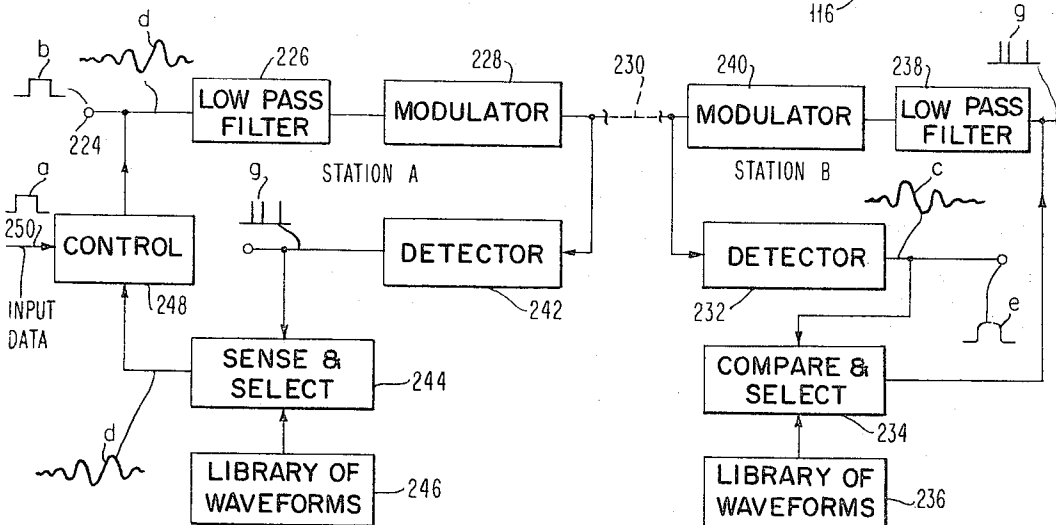 116
g
b
d
226
228
230
240
238
LOW PASS
FILTER
MODULATOR
MODULATOR
LOW PASS
FILTER
224
STATION A
STATION B
a
g
c
250
CONTROL
DETECTOR
DETECTOR
INPUT
DATA
248
242
232
e
SENSE &
SELECT
244
COMPARE &
SELECT
234
d
LIBRARY OF
WAVEFORMS
246
LIBRARY OF
WAVEFORMS
236